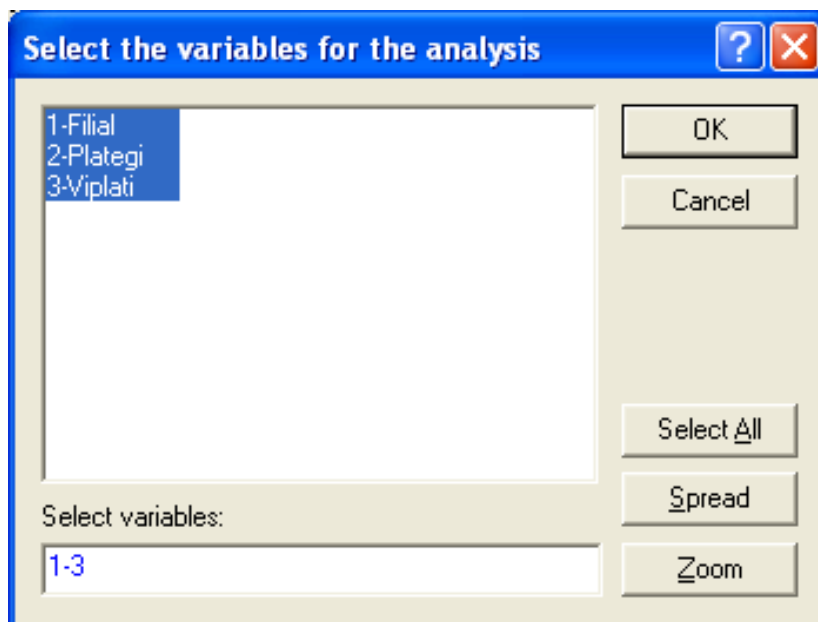 Select the variables for the analysis
?
1-Filial
2-Plategi
3-Viplati
OK
Cancel
Select All
Spread
Select variables:
1-3
Zoom